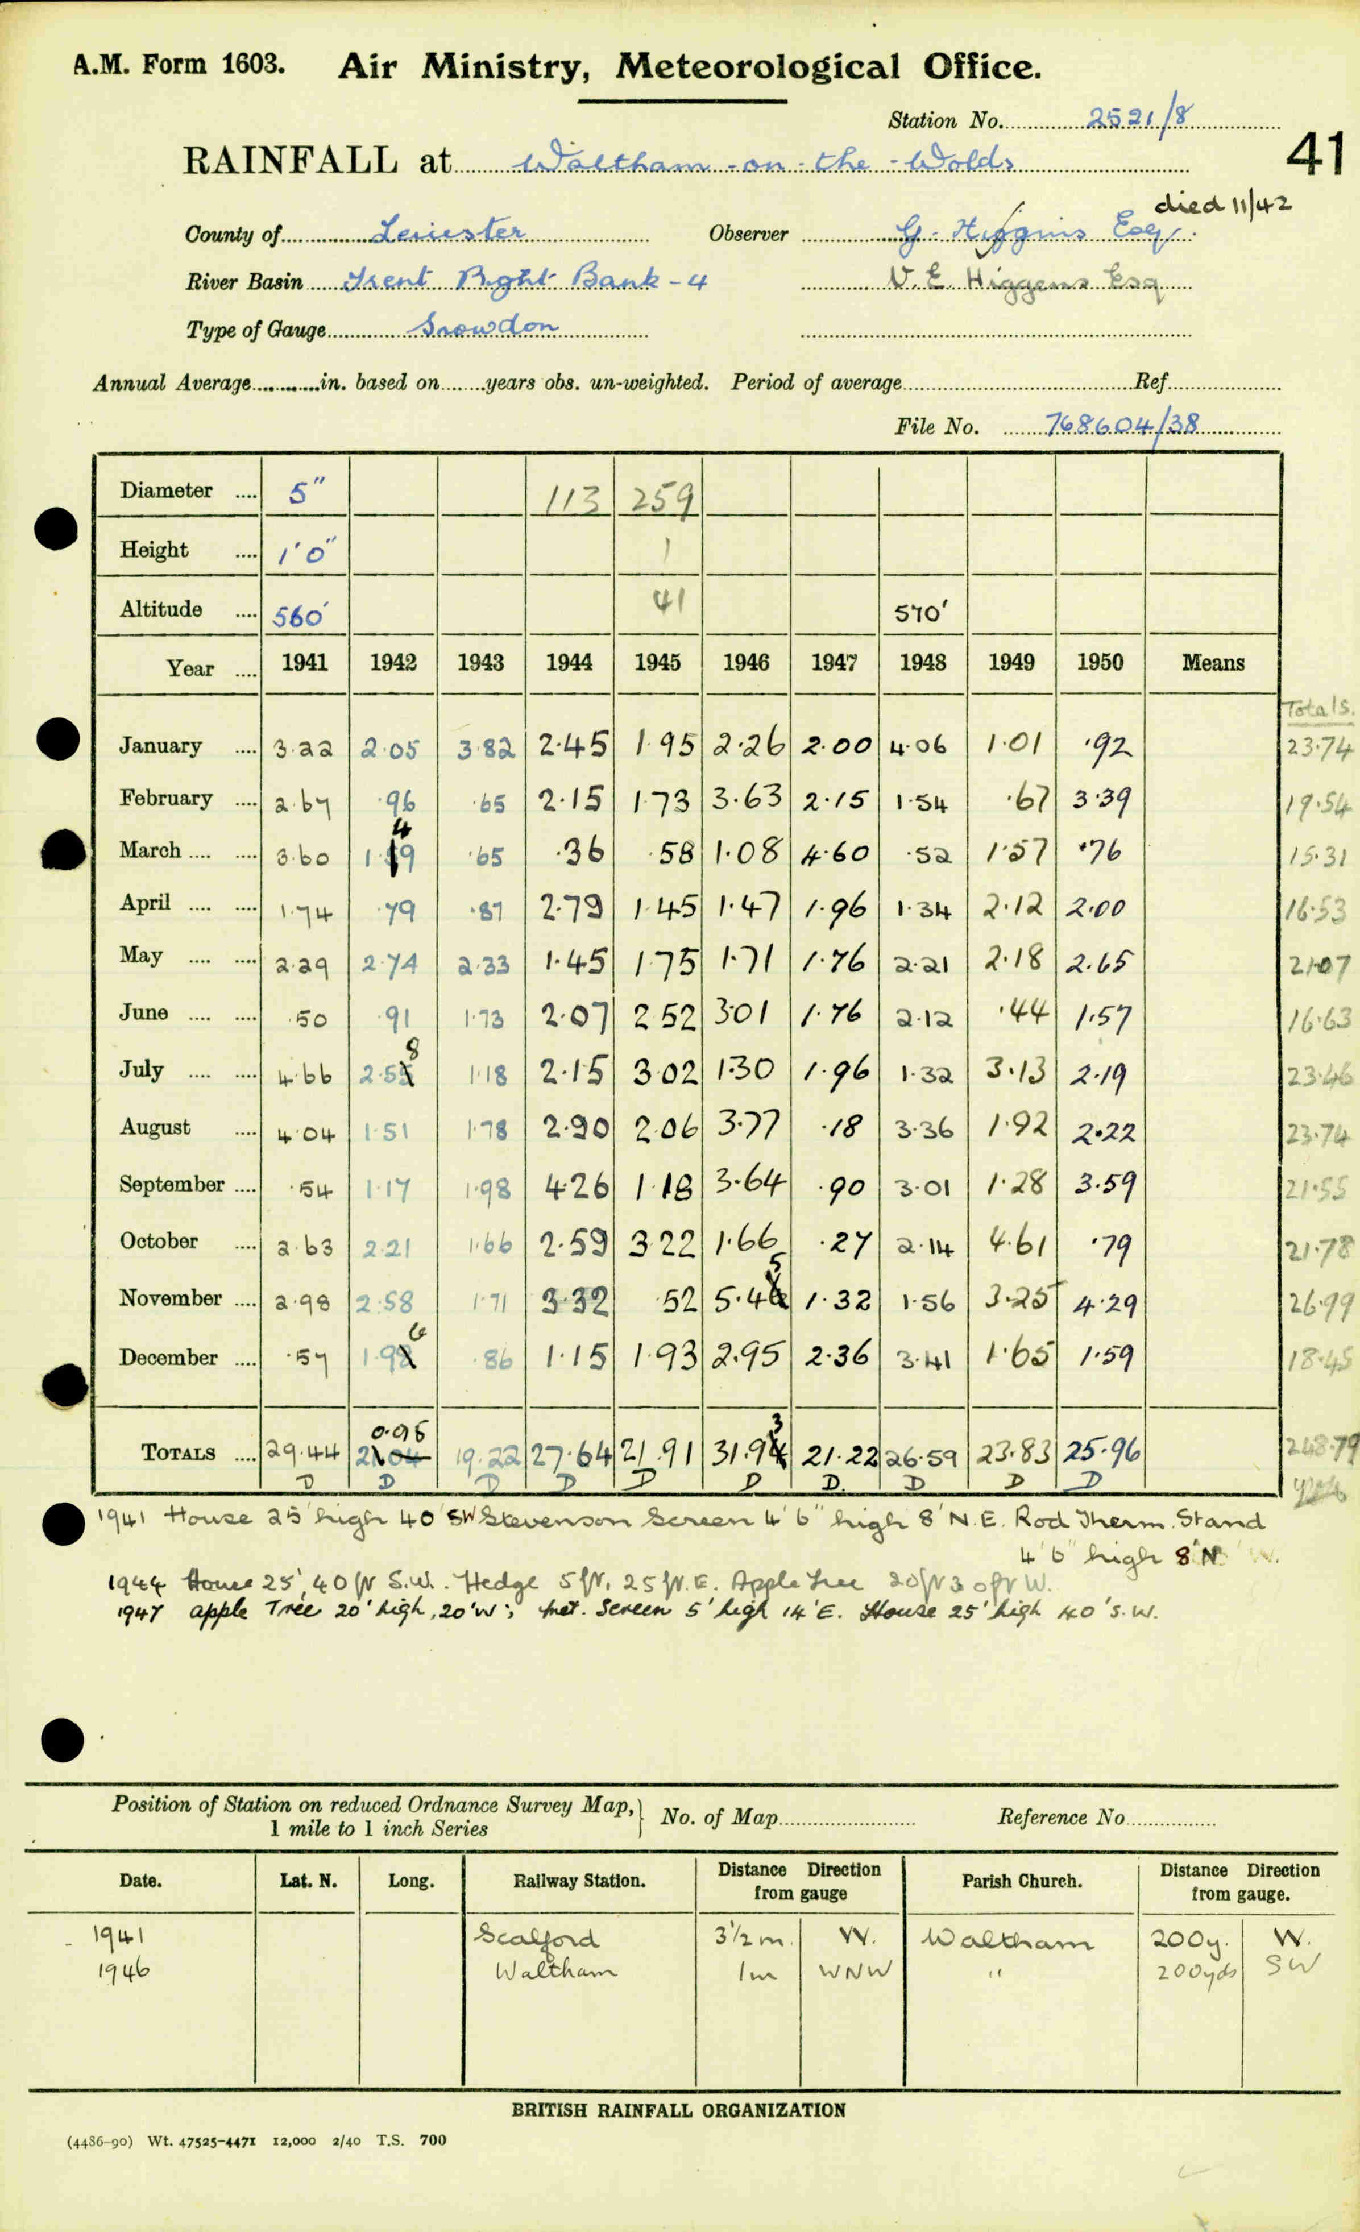 A.M. Form 1603. Air Ministry, Meteorological Office.
Station No. 2521/8
RAINFALL at Waltham-on-the-Wolds 41
died 11/42
County of Leicester Observer G. Higgins Esq.
River Basin Trent Right Bank - 4 V.E. Higgens Esq
Type of Gauge Snowdon
Annual Average in. based on years obs. un-weighted. Period of average Ref
File No. 768604/38
Diameter 5" 113 259
Height 1'0" 1
Altitude 560' 41 570'
Year 1941 1942 1943 1944 1945 1946 1947 1948 1949 1950 Means
Totals.
January 3.22 2.05 3.82 2.45 1.95 2.26 2.00 4.06 1.01 .92 23.74
February 2.67 .96 .65 2.15 1.73 3.63 2.15 1.54 .67 3.39 19.54
4
March 3.60 1.19 .65 .36 .58 1.08 4.60 .52 1.57 .76 15.31
April 1.74 .79 .87 2.79 1.45 1.47 1.96 1.34 2.12 2.00 16.53
May 2.29 2.74 2.33 1.45 1.75 1.71 1.76 2.21 2.18 2.65 21.07
June .50 .91 1.73 2.07 2.52 3.01 1.76 2.12 .44 1.57 16.63
8
July 4.66 2.55 1.18 2.15 3.02 1.30 1.96 1.32 3.13 2.19 23.46
August 4.04 1.51 1.78 2.90 2.06 3.77 .18 3.36 1.92 2.22 23.74
September .54 1.17 1.98 4.26 1.18 3.64 .90 3.01 1.28 3.59 21.55
October 2.63 2.21 1.66 2.59 3.22 1.66 .27 2.14 4.61 .79 21.78
5
November 2.98 2.58 1.71 3.32 .52 5.46 1.32 1.56 3.25 4.29 26.99
6
December .57 1.98 .86 1.15 1.93 2.95 2.36 3.41 1.65 1.59 18.45
0.95 3
TOTALS 29.44 21.04 19.22 27.64 21.91 31.94 21.22 26.59 23.83 25.96 248.79
D D D D D D D. D D D
1941 House 25' high 40' SW Stevenson Screen 4'6" high 8' N.E. Rod Therm. Stand
4'6" high 8'N W.
1944 House 25', 40 ft S.W. Hedge 5 ft, 25 ft. E. Apple Tree 20 ft 30 ft W.
1947 apple Tree 20' high, 20'W; Met. Screen 5' high 14'E. House 25' high 40's.W.
Position of Station on reduced Ordnance Survey Map, } No. of Map Reference No
1 mile to 1 inch Series
Date. Lat. N. Long. Railway Station. Distance Direction from gauge Parish Church. Distance Direction from gauge.
1941 Scalford 3½ m. W. Waltham 200y. W.
1946 Waltham 1m WNW " 200yds SW
BRITISH RAINFALL ORGANIZATION
(4486-90) Wt. 47525-4471 12,000 2/40 T.S. 700